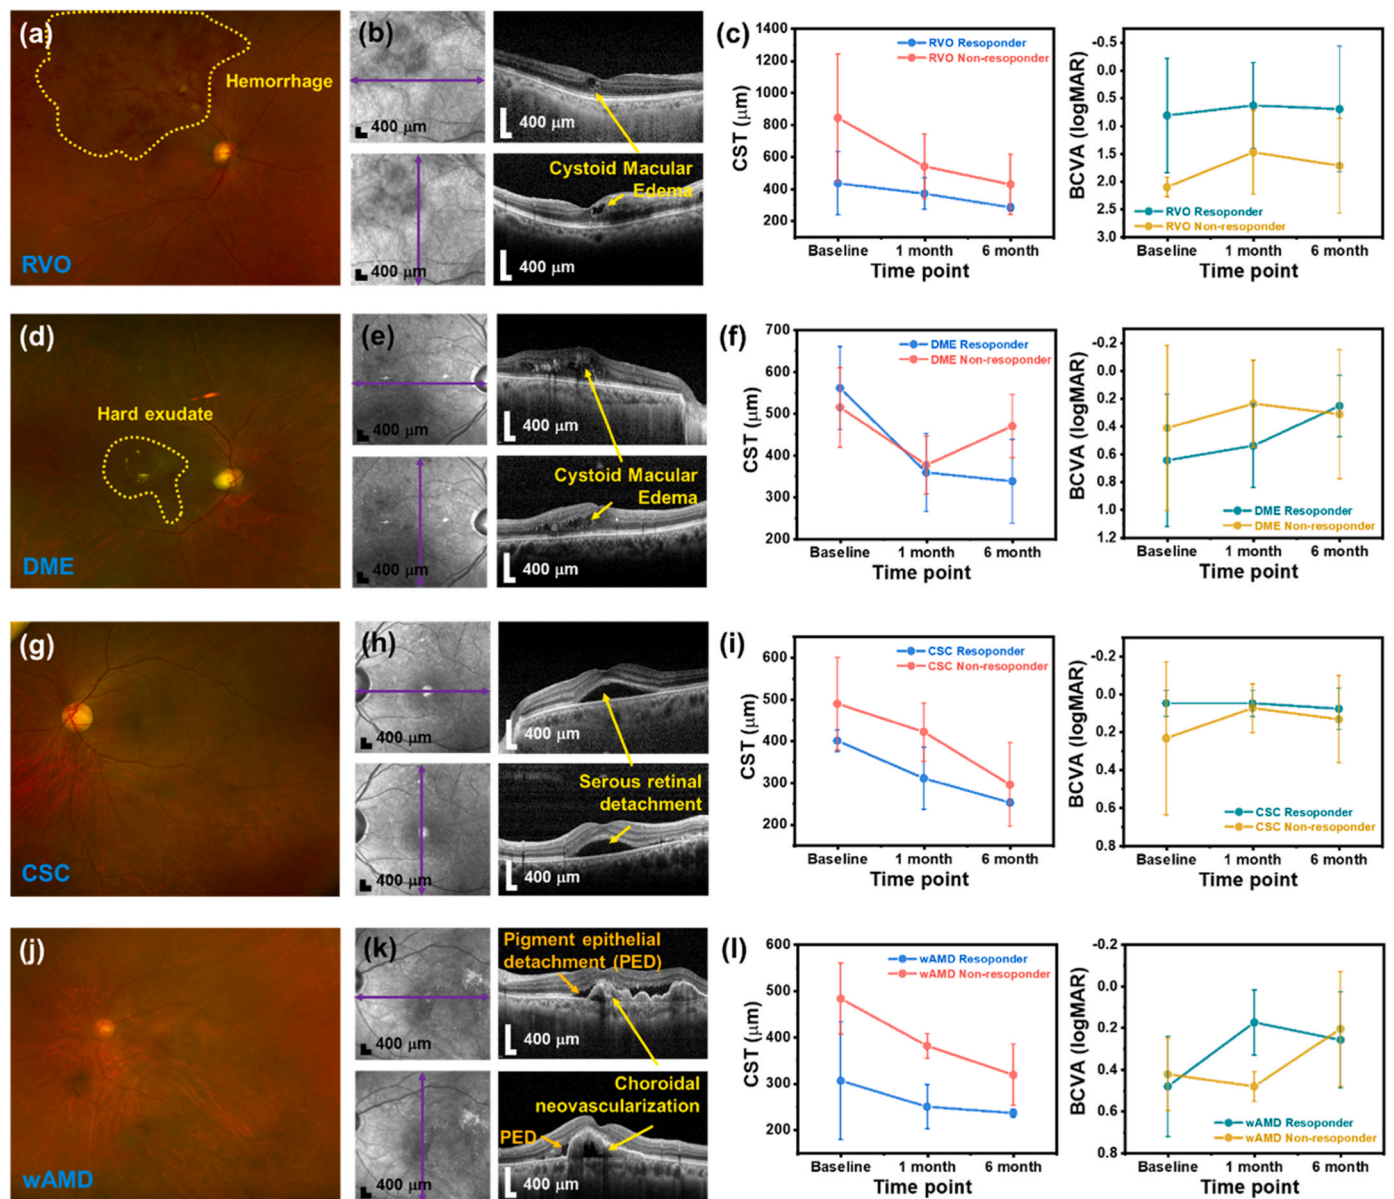 (a)
Hemorrhage
RVO
(b)
400 μm
400 μm
400 μm
Cystoid Macular
Edema
400 μm
(c)
CST (μm)
1400
1200
1000
800
600
400
200
RVO Resoponder
RVO Non-resoponder
Baseline
1 month
6 month
Time point
BCVA (logMAR)
-0.5
0.0
0.5
1.0
1.5
2.0
2.5
3.0
RVO Resoponder
RVO Non-resoponder
Baseline
1 month
6 month
Time point
(d)
Hard exudate
DME
(e)
400 μm
400 μm
400 μm
Cystoid Macular
Edema
400 μm
(f)
CST (μm)
700
600
500
400
300
200
DME Resoponder
DME Non-resoponder
Baseline
1 month
6 month
Time point
BCVA (logMAR)
-0.2
0.0
0.2
0.4
0.6
0.8
1.0
1.2
DME Resoponder
DME Non-resoponder
Baseline
1 month
6 month
Time point
(g)
CSC
(h)
400 μm
400 μm
400 μm
Serous retinal
detachment
400 μm
(i)
CST (μm)
600
500
400
300
200
CSC Resoponder
CSC Non-resoponder
Baseline
1 month
6 month
Time point
BCVA (logMAR)
-0.2
0.0
0.2
0.4
0.6
0.8
CSC Resoponder
CSC Non-resoponder
Baseline
1 month
6 month
Time point
(j)
wAMD
(k)
400 μm
Pigment epithelial
detachment (PED)
400 μm
400 μm
Choroidal
neovascularization
PED
400 μm
(l)
CST (μm)
600
500
400
300
200
wAMD Resoponder
wAMD Non-resoponder
Baseline
1 month
6 month
Time point
BCVA (logMAR)
-0.2
0.0
0.2
0.4
0.6
0.8
wAMD Resoponder
wAMD Non-resoponder
Baseline
1 month
6 month
Time point